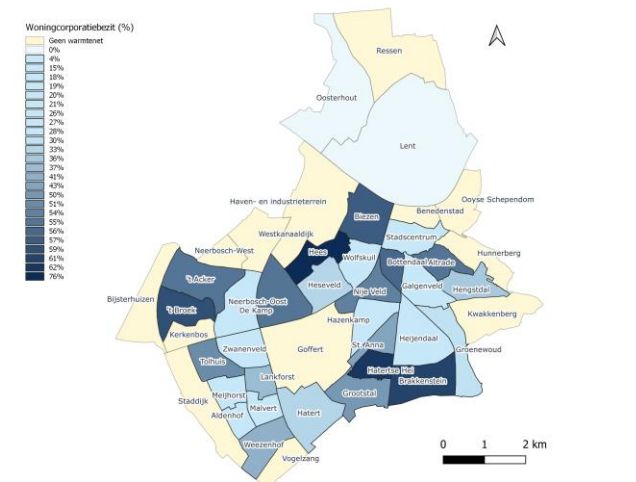 Woningcorporatiebezit (%)
Geen warmtenet
0%
4%
15%
18%
19%
20%
21%
26%
27%
28%
30%
33%
36%
37%
41%
43%
50%
51%
54%
55%
56%
57%
59%
61%
62%
76%
Ressen
Oosterhout
Lent
Haven- en industrieterrein
Ooyse Schependom
Biezen
Benedenstad
Westkanaaldijk
Stadscentrum
Neerbosch-West
Hees
Wolfskuil
Hunnerberg
Bottendaal
Altrade
't Acker
Heseveld
Nije Veld
Galgenveld
Hengstdal
Bijsterhuizen
't Broek
Neerbosch-Oost
De Kamp
Hazenkamp
Kwakkenberg
Kerkenbos
Zwanenveld
Goffert
St. Anna
Heijendaal
Groenewoud
Tolhuis
Lankforst
Hatertse Hei
Brakkenstein
Staddijk
Meijhorst
Grootstal
Aldenhof
Malvert
Hatert
Weezenhof
Vogelzang
0 1 2 km